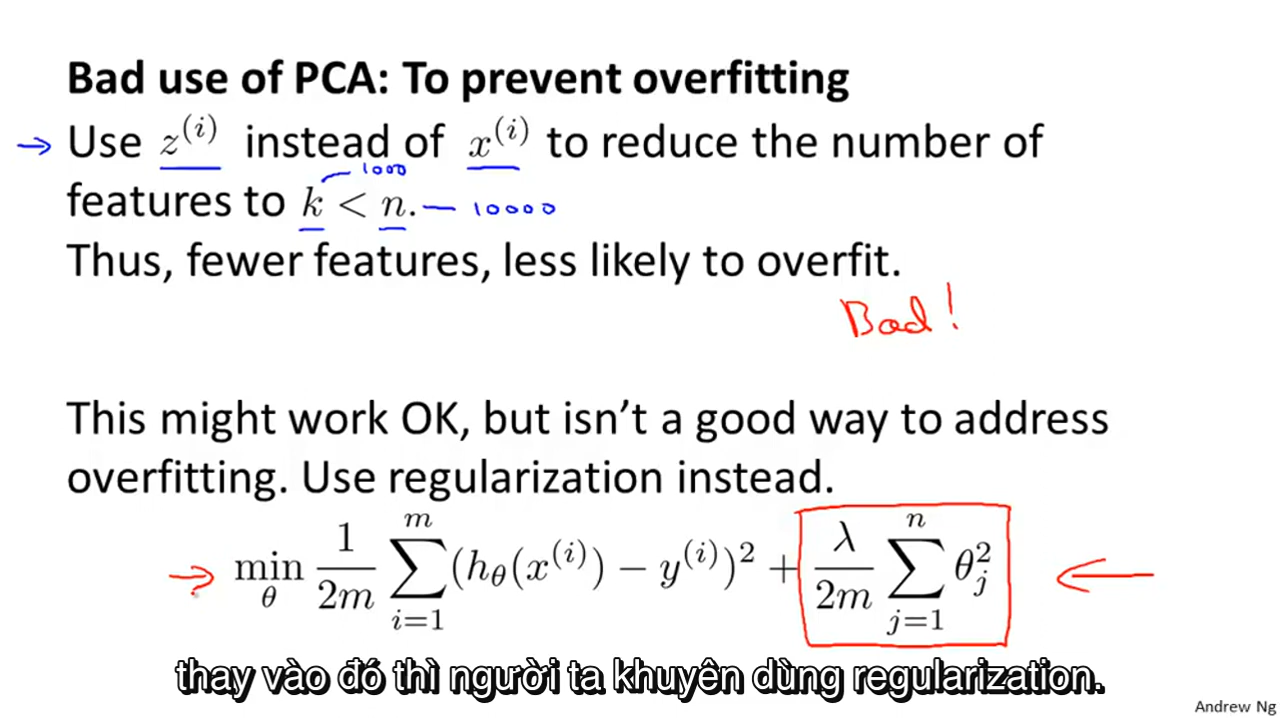 Bad use of PCA: To prevent overfitting
→ Use z⁽ⁱ⁾ instead of x⁽ⁱ⁾ to reduce the number of
1000
features to k < n. — 10000
Thus, fewer features, less likely to overfit.
Bad!
This might work OK, but isn't a good way to address
overfitting. Use regularization instead.
→ min_θ 1/2m ∑_{i=1}^{m} (h_θ(x⁽ⁱ⁾) − y⁽ⁱ⁾)² + λ/2m ∑_{j=1}^{n} θ_j² ←
thay vào đó thì người ta khuyên dùng regularization.
Andrew Ng